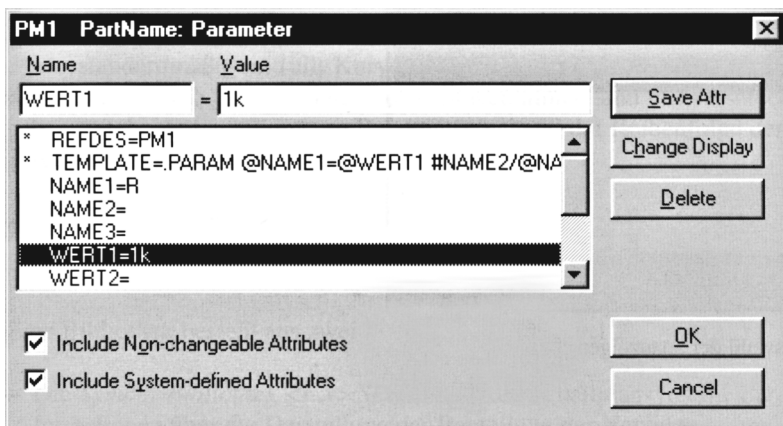 PM1 PartName: Parameter
Name Value
WERT1 = 1k
Save Attr
* REFDES=PM1
* TEMPLATE=.PARAM @NAME1=@WERT1 #NAME2/@NA
Change Display
NAME1=R
NAME2=
Delete
NAME3=
WERT1=1k
WERT2=
Include Non-changeable Attributes
OK
Include System-defined Attributes
Cancel